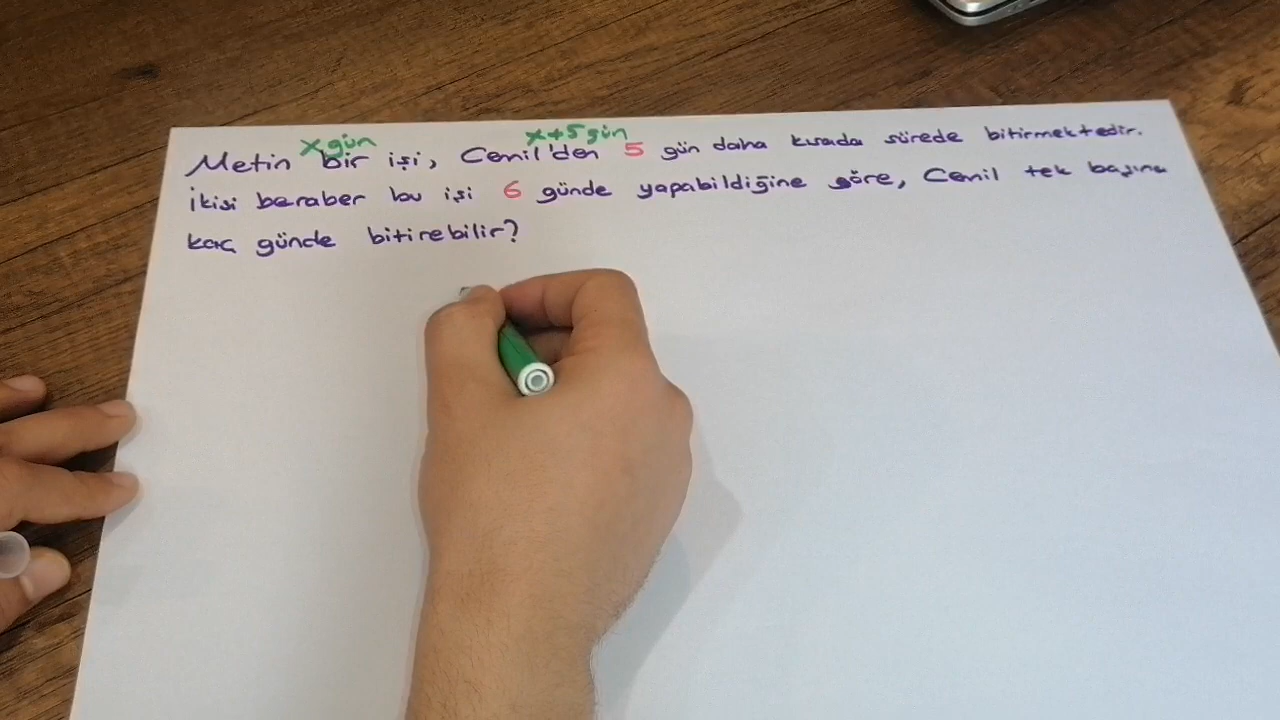 x gün x+5 gün
Metin bir işi, Cemil'den 5 gün daha kısada sürede bitirmektedir.
İkisi beraber bu işi 6 günde yapabildiğine göre, Cemil tek başına
kaç günde bitirebilir?